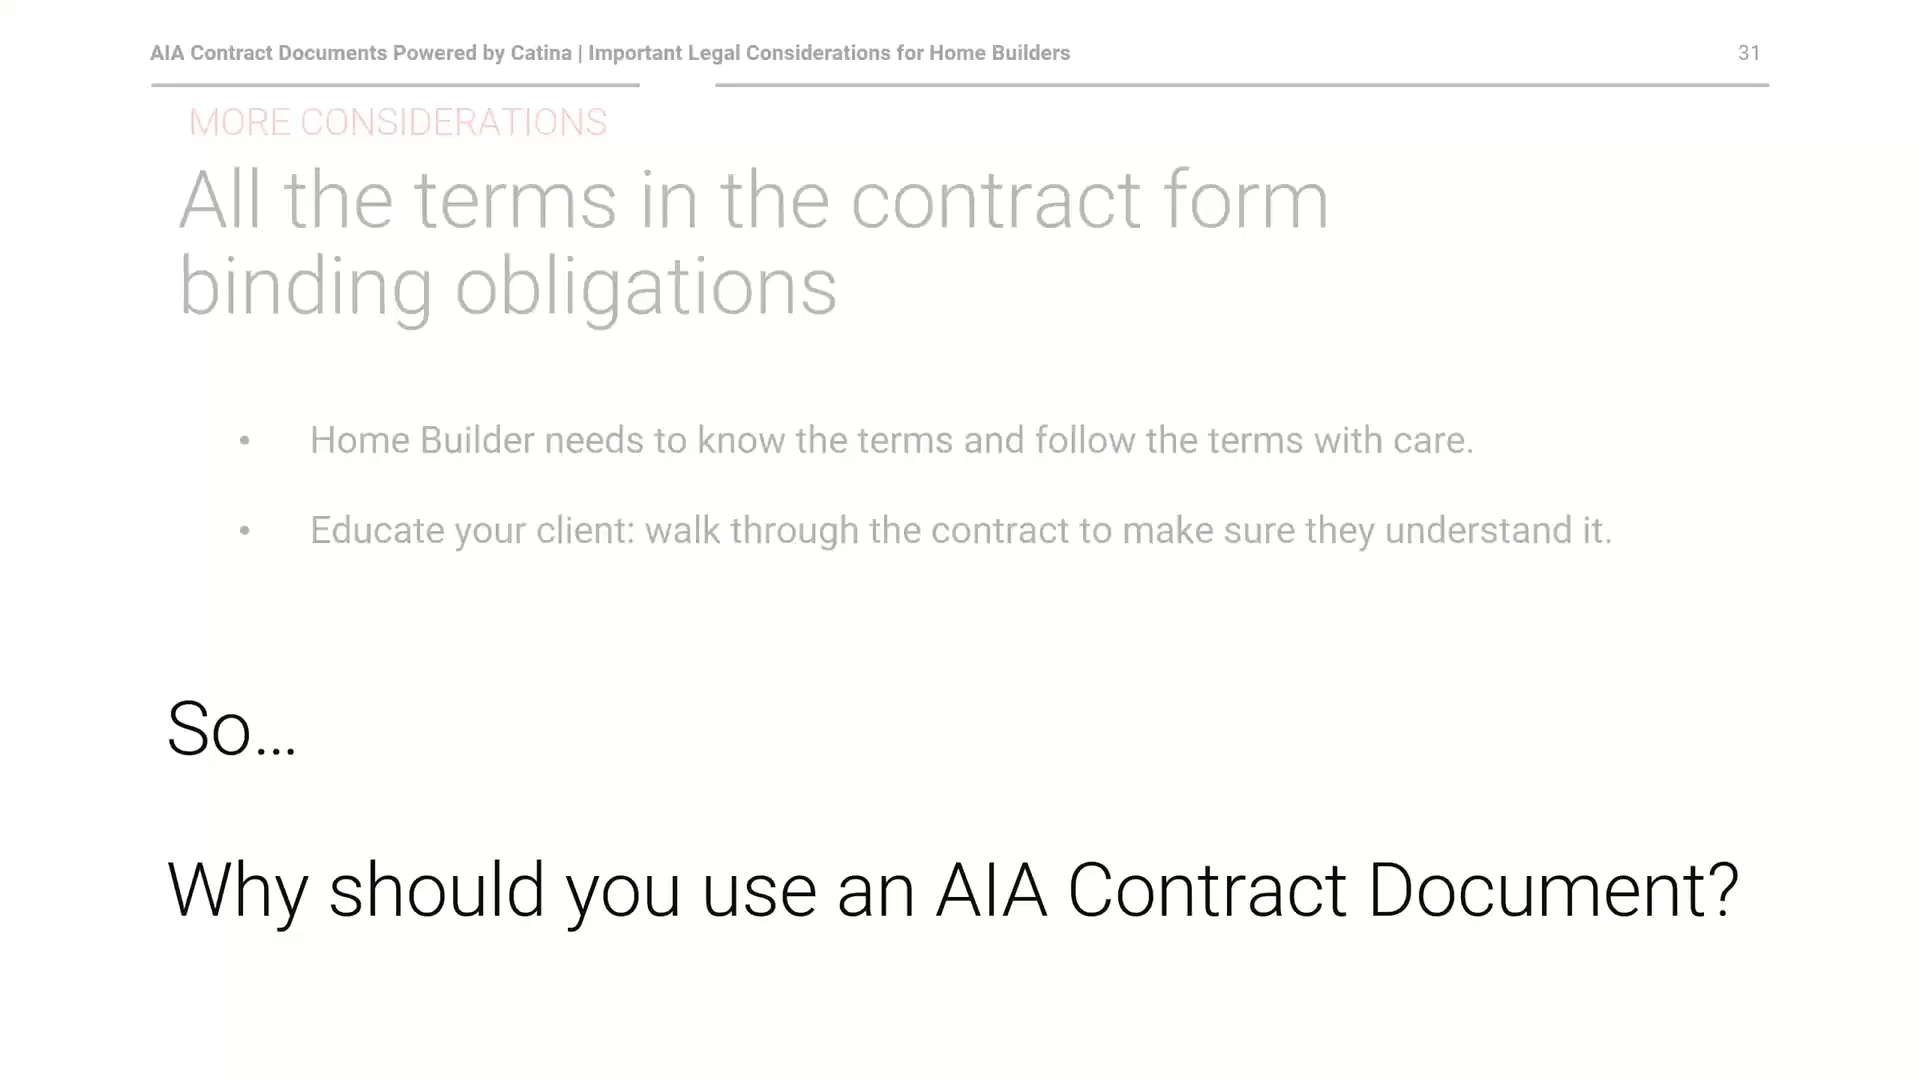 AIA Contract Documents Powered by Catina | Important Legal Considerations for Home Builders
31
MORE CONSIDERATIONS
All the terms in the contract form
binding obligations
• Home Builder needs to know the terms and follow the terms with care.
• Educate your client: walk through the contract to make sure they understand it.
So...
Why should you use an AIA Contract Document?